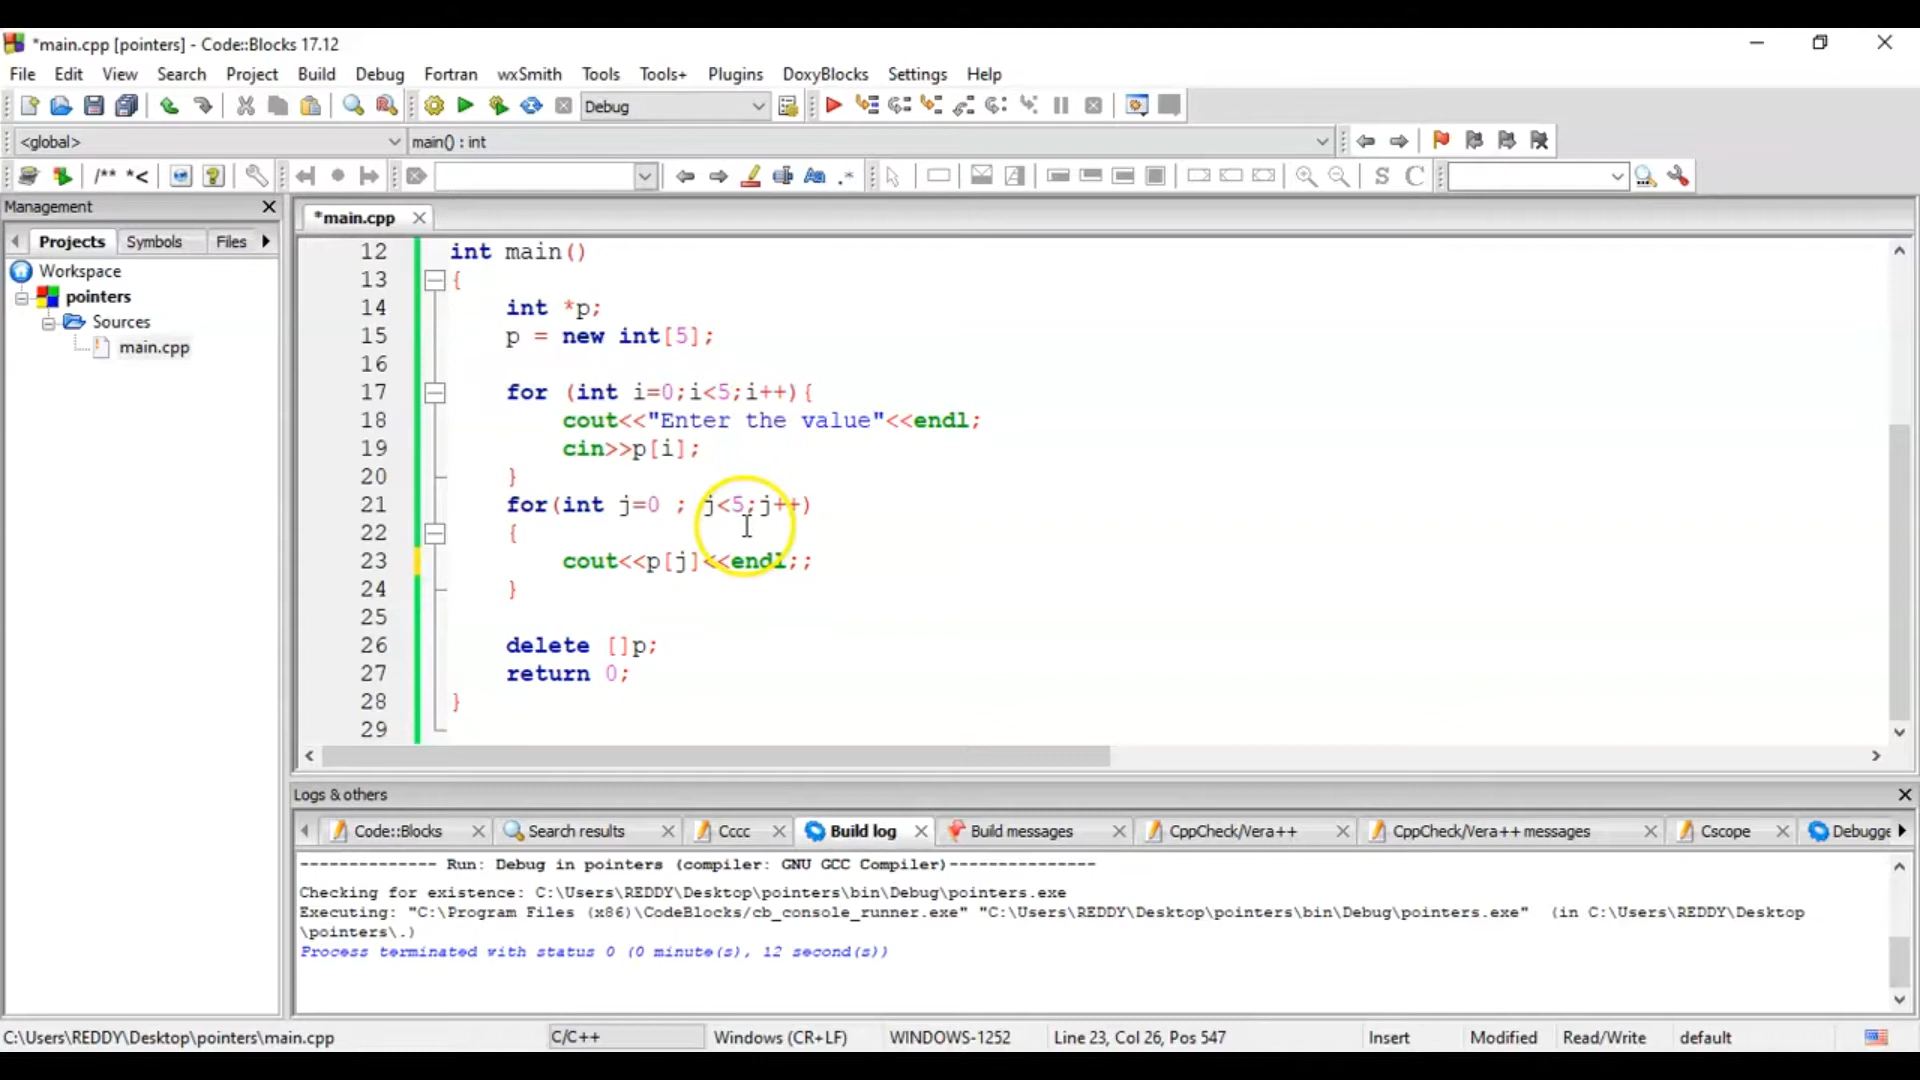 *main.cpp [pointers] - Code::Blocks 17.12
File Edit View Search Project Build Debug Fortran wxSmith Tools Tools+ Plugins DoxyBlocks Settings Help
Debug
<global> main() : int
/** *<
S C
Management
*main.cpp
Projects Symbols Files
Workspace
pointers
Sources
main.cpp
12 int main()
13 {
14 int *p;
15 p = new int[5];
16
17 for (int i=0;i<5;i++){
18 cout<<"Enter the value"<<endl;
19 cin>>p[i];
20 }
21 for(int j=0 ; j<5;j++)
22 {
23 cout<<p[j]<<endl;;
24 }
25
26 delete []p;
27 return 0;
28 }
29
Logs & others
Code::Blocks Search results Cccc Build log Build messages CppCheck/Vera++ CppCheck/Vera++ messages Cscope Debugge
-------------- Run: Debug in pointers (compiler: GNU GCC Compiler)---------------
Checking for existence: C:\Users\REDDY\Desktop\pointers\bin\Debug\pointers.exe
Executing: "C:\Program Files (x86)\CodeBlocks/cb_console_runner.exe" "C:\Users\REDDY\Desktop\pointers\bin\Debug\pointers.exe" (in C:\Users\REDDY\Desktop
\pointers\.)
Process terminated with status 0 (0 minute(s), 12 second(s))
C:\Users\REDDY\Desktop\pointers\main.cpp C/C++ Windows (CR+LF) WINDOWS-1252 Line 23, Col 26, Pos 547 Insert Modified Read/Write default